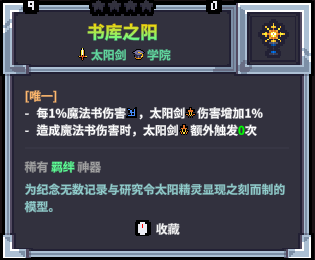 9 0
书库之阳
太阳剑 学院
[唯一]
- 每1%魔法书伤害，太阳剑伤害增加1%
- 造成魔法书伤害时，太阳剑额外触发0次
稀有 羁绊 神器
为纪念无数记录与研究令太阳精灵显现之刻而制的
模型。
收藏